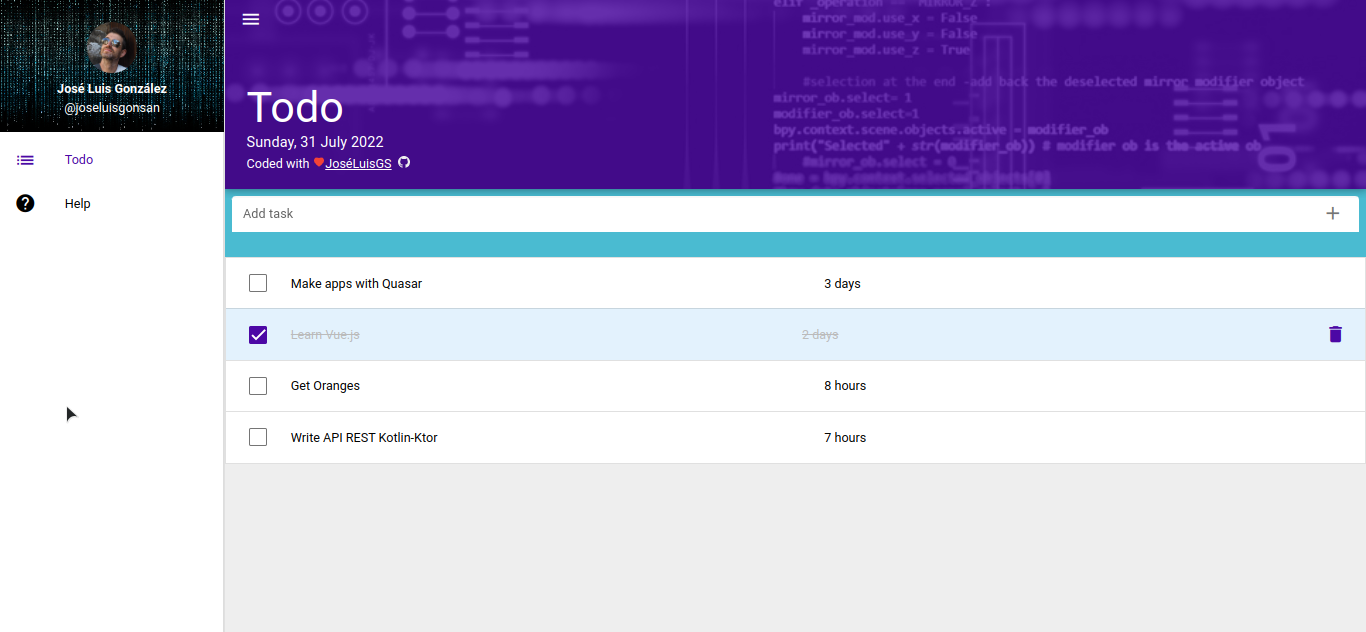 José Luis González
@joseluisgonsan
Todo
Help
elif _operation == "MIRROR_Z":
mirror_mod.use_x = False
mirror_mod.use_y = False
mirror_mod.use_z = True
#selection at the end -add back the deselected mirror modifier object
mirror_ob.select= 1
modifier_ob.select=1
bpy.context.scene.objects.active = modifier_ob
print("Selected" + str(modifier_ob)) # modifier ob is the active ob
#mirror_ob.select = 0
01
Todo
Sunday, 31 July 2022
Coded with ❤️JoséLuisGS
Add task
Make apps with Quasar 3 days
Learn Vue.js 2 days
Get Oranges 8 hours
Write API REST Kotlin-Ktor 7 hours